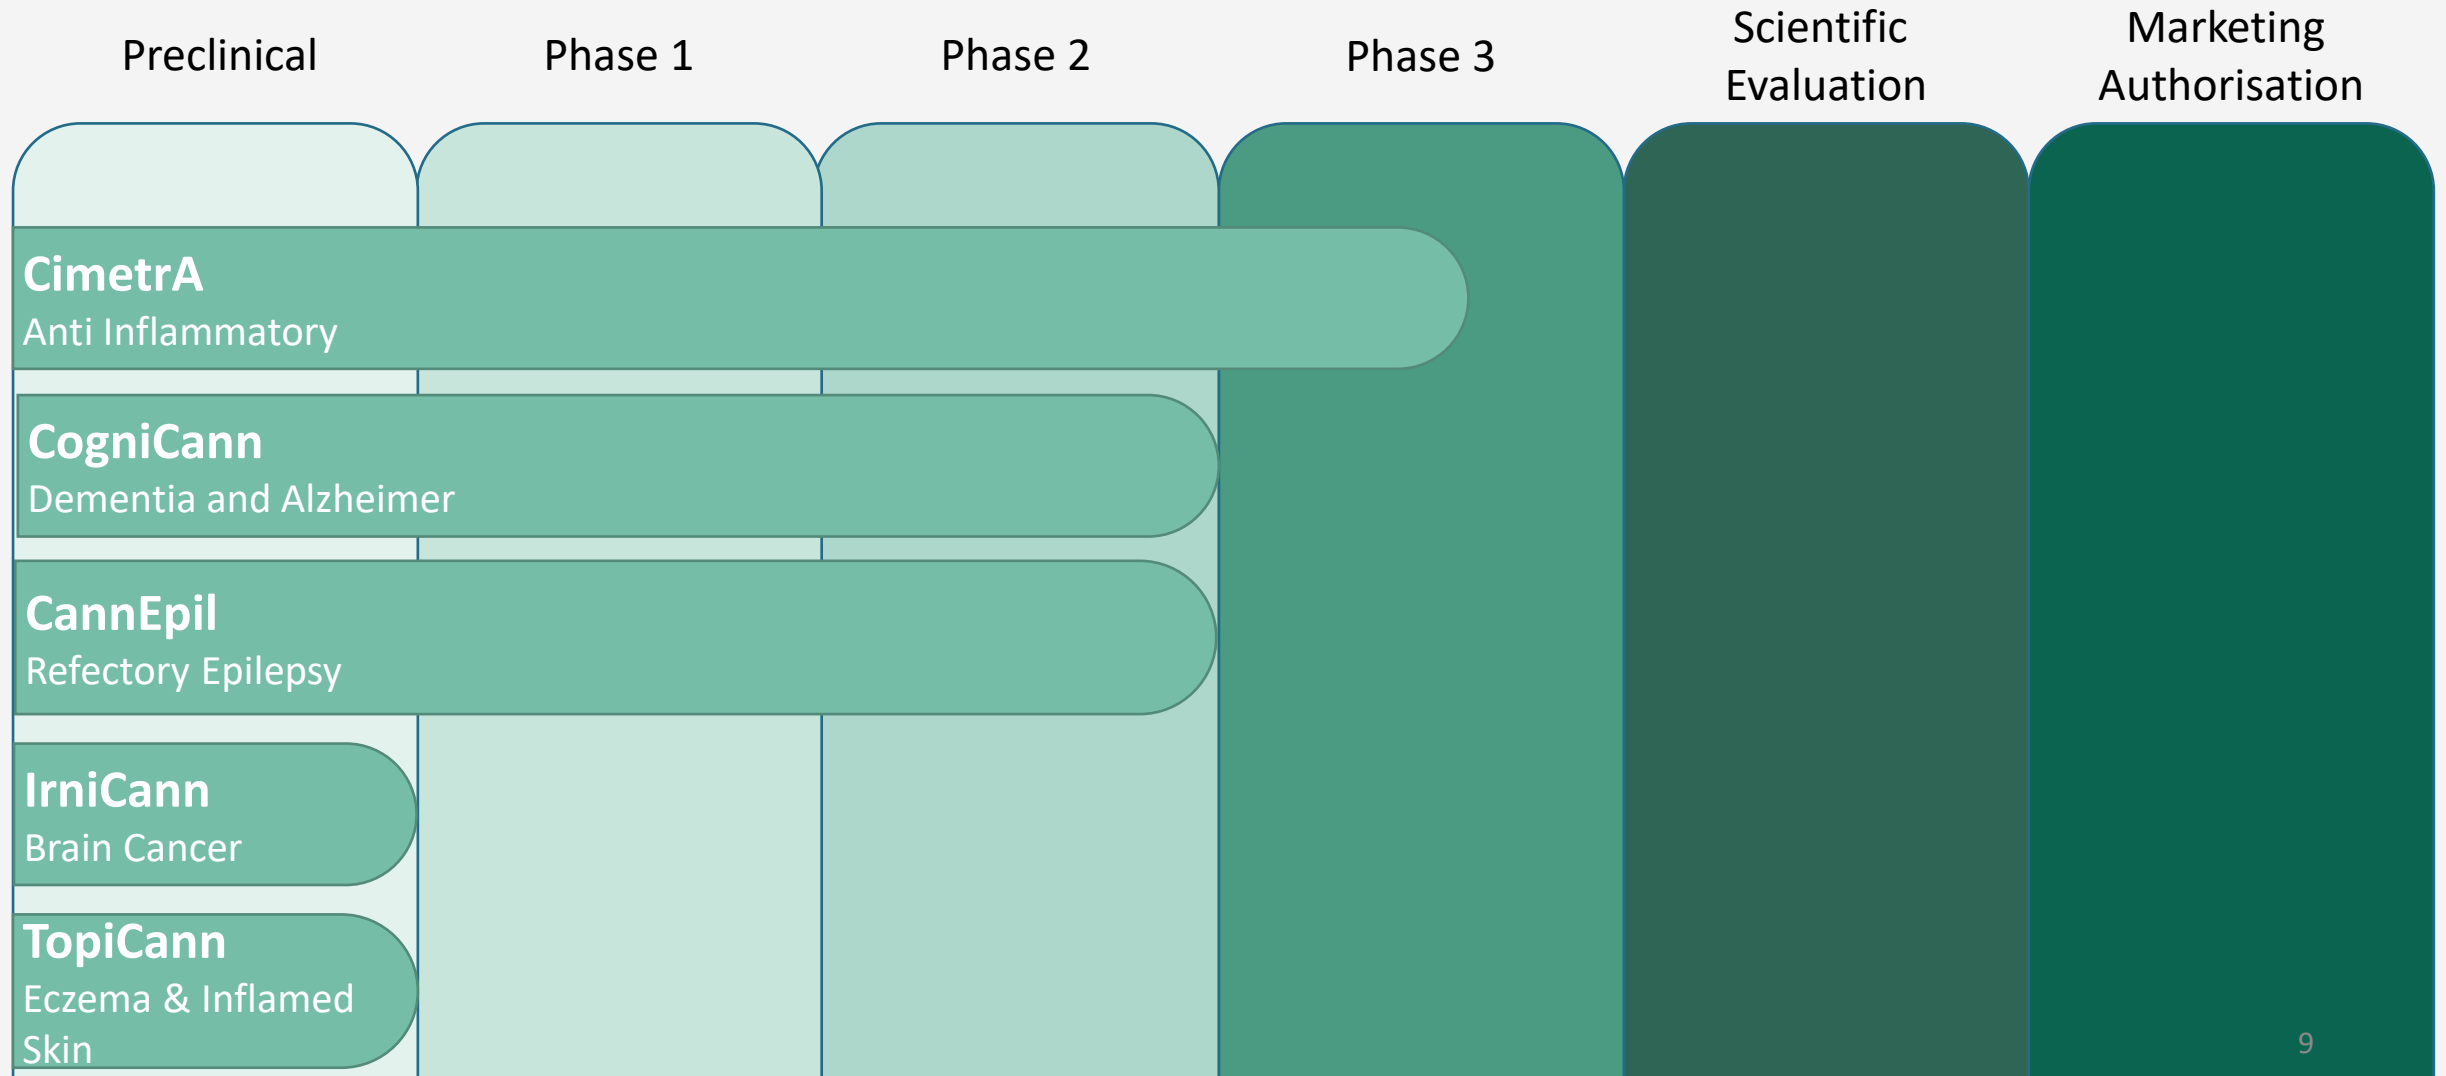 Preclinical
Phase 1
Phase 2
Phase 3
Scientific
Evaluation
Marketing
Authorisation
CimetrA
Anti Inflammatory
CogniCann
Dementia and Alzheimer
CannEpil
Refectory Epilepsy
IrniCann
Brain Cancer
TopiCann
Eczema & Inflamed
Skin
9